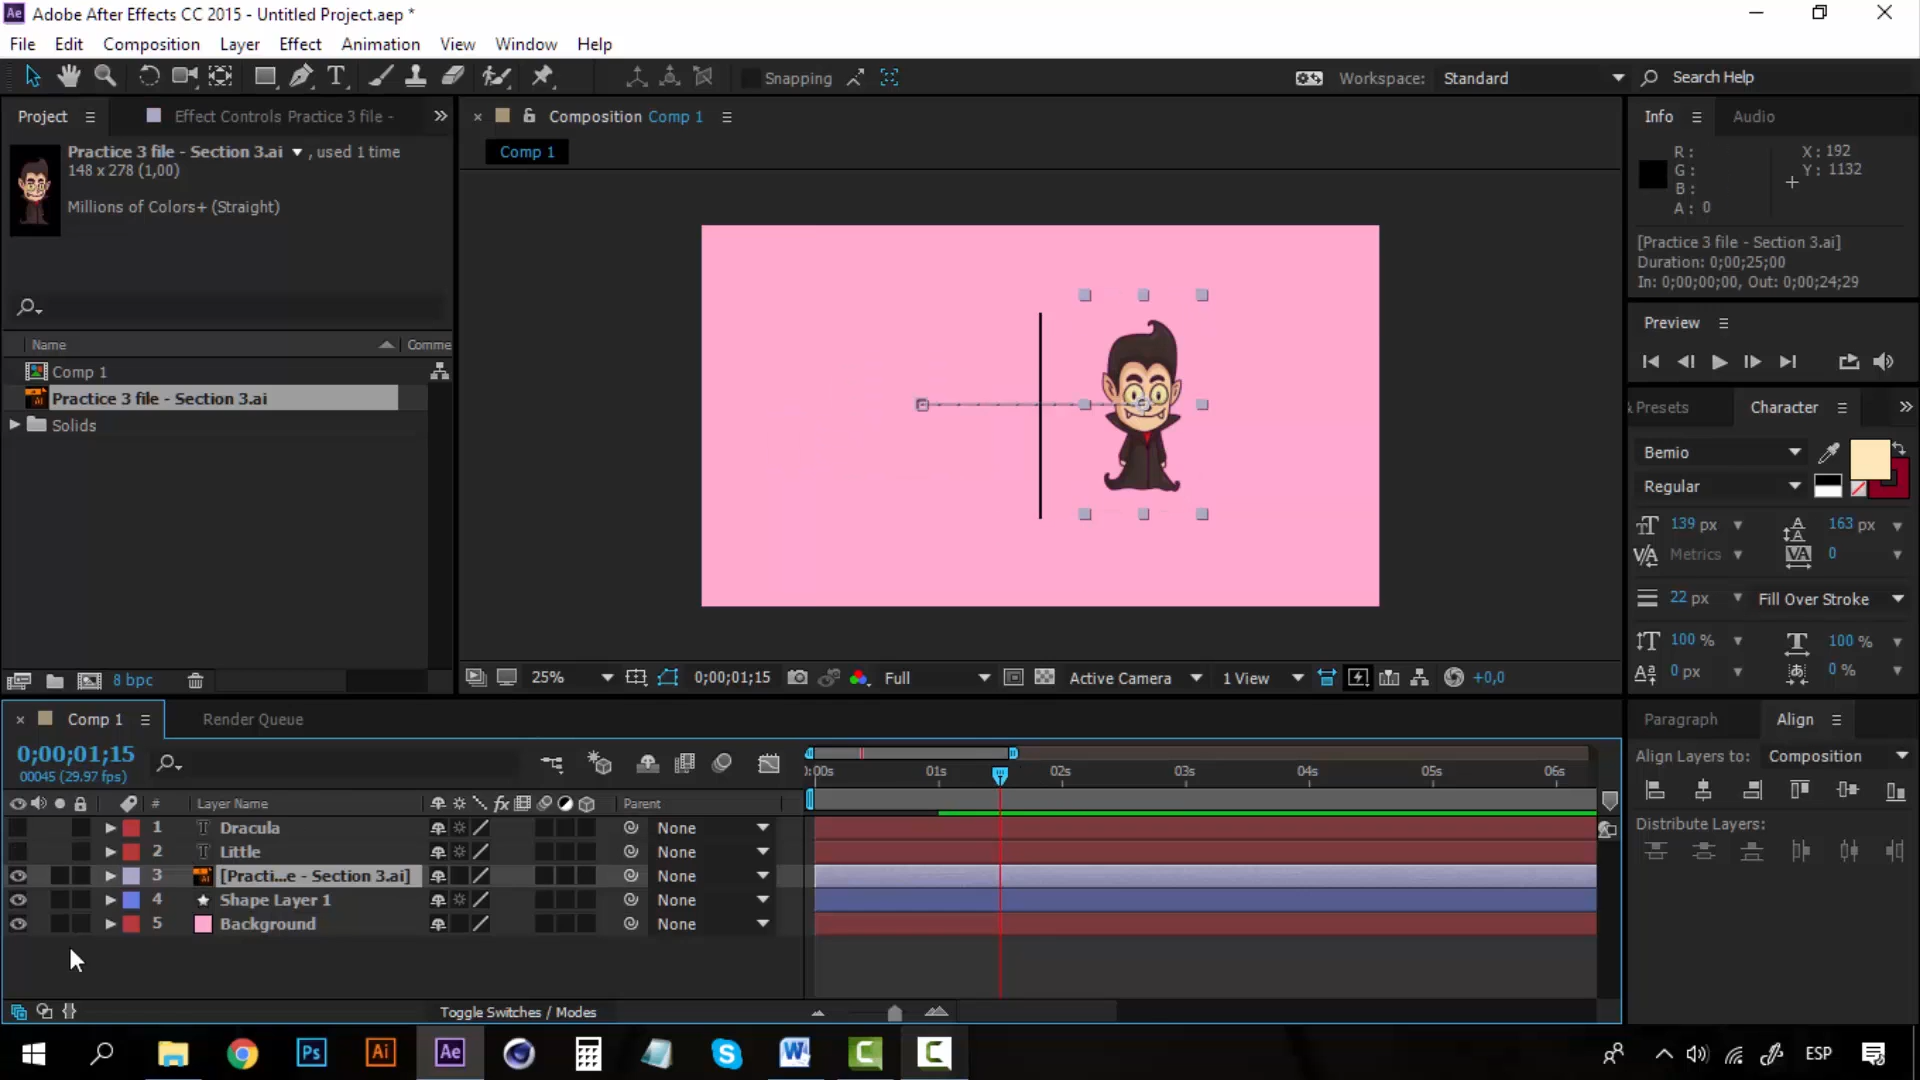 Ae Adobe After Effects CC 2015 - Untitled Project.aep *
File Edit Composition Layer Effect Animation View Window Help
Snapping Workspace: Standard Search Help
Project Effect Controls Practice 3 file - Composition Comp 1 Info Audio
Practice 3 file - Section 3.ai , used 1 time
148 x 278 (1,00)
Millions of Colors+ (Straight)
Comp 1
R:
G:
B:
A: 0
X: 192
Y: 1132
[Practice 3 file - Section 3.ai]
Duration: 0;00;25;00
In: 0;00;00;00, Out: 0;00;24;29
Preview
Name Comme
Comp 1
Practice 3 file - Section 3.ai
Solids
& Presets Character
Bemio
Regular
139 px 163 px
Metrics 0
22 px Fill Over Stroke
100 % 100 %
0 px 0 %
8 bpc 25% 0;00;01;15 Full Active Camera 1 View +0,0
Comp 1 Render Queue Paragraph Align
0;00;01;15
00045 (29.97 fps)
Align Layers to: Composition
:00s 01s 02s 03s 04s 05s 06s
# Layer Name fx Parent
Distribute Layers:
1 T Dracula None
2 T Little None
3 [Practi...e - Section 3.ai] None
4 Shape Layer 1 None
5 Background None
Toggle Switches / Modes
Ps Ai Ae S W C C ESP